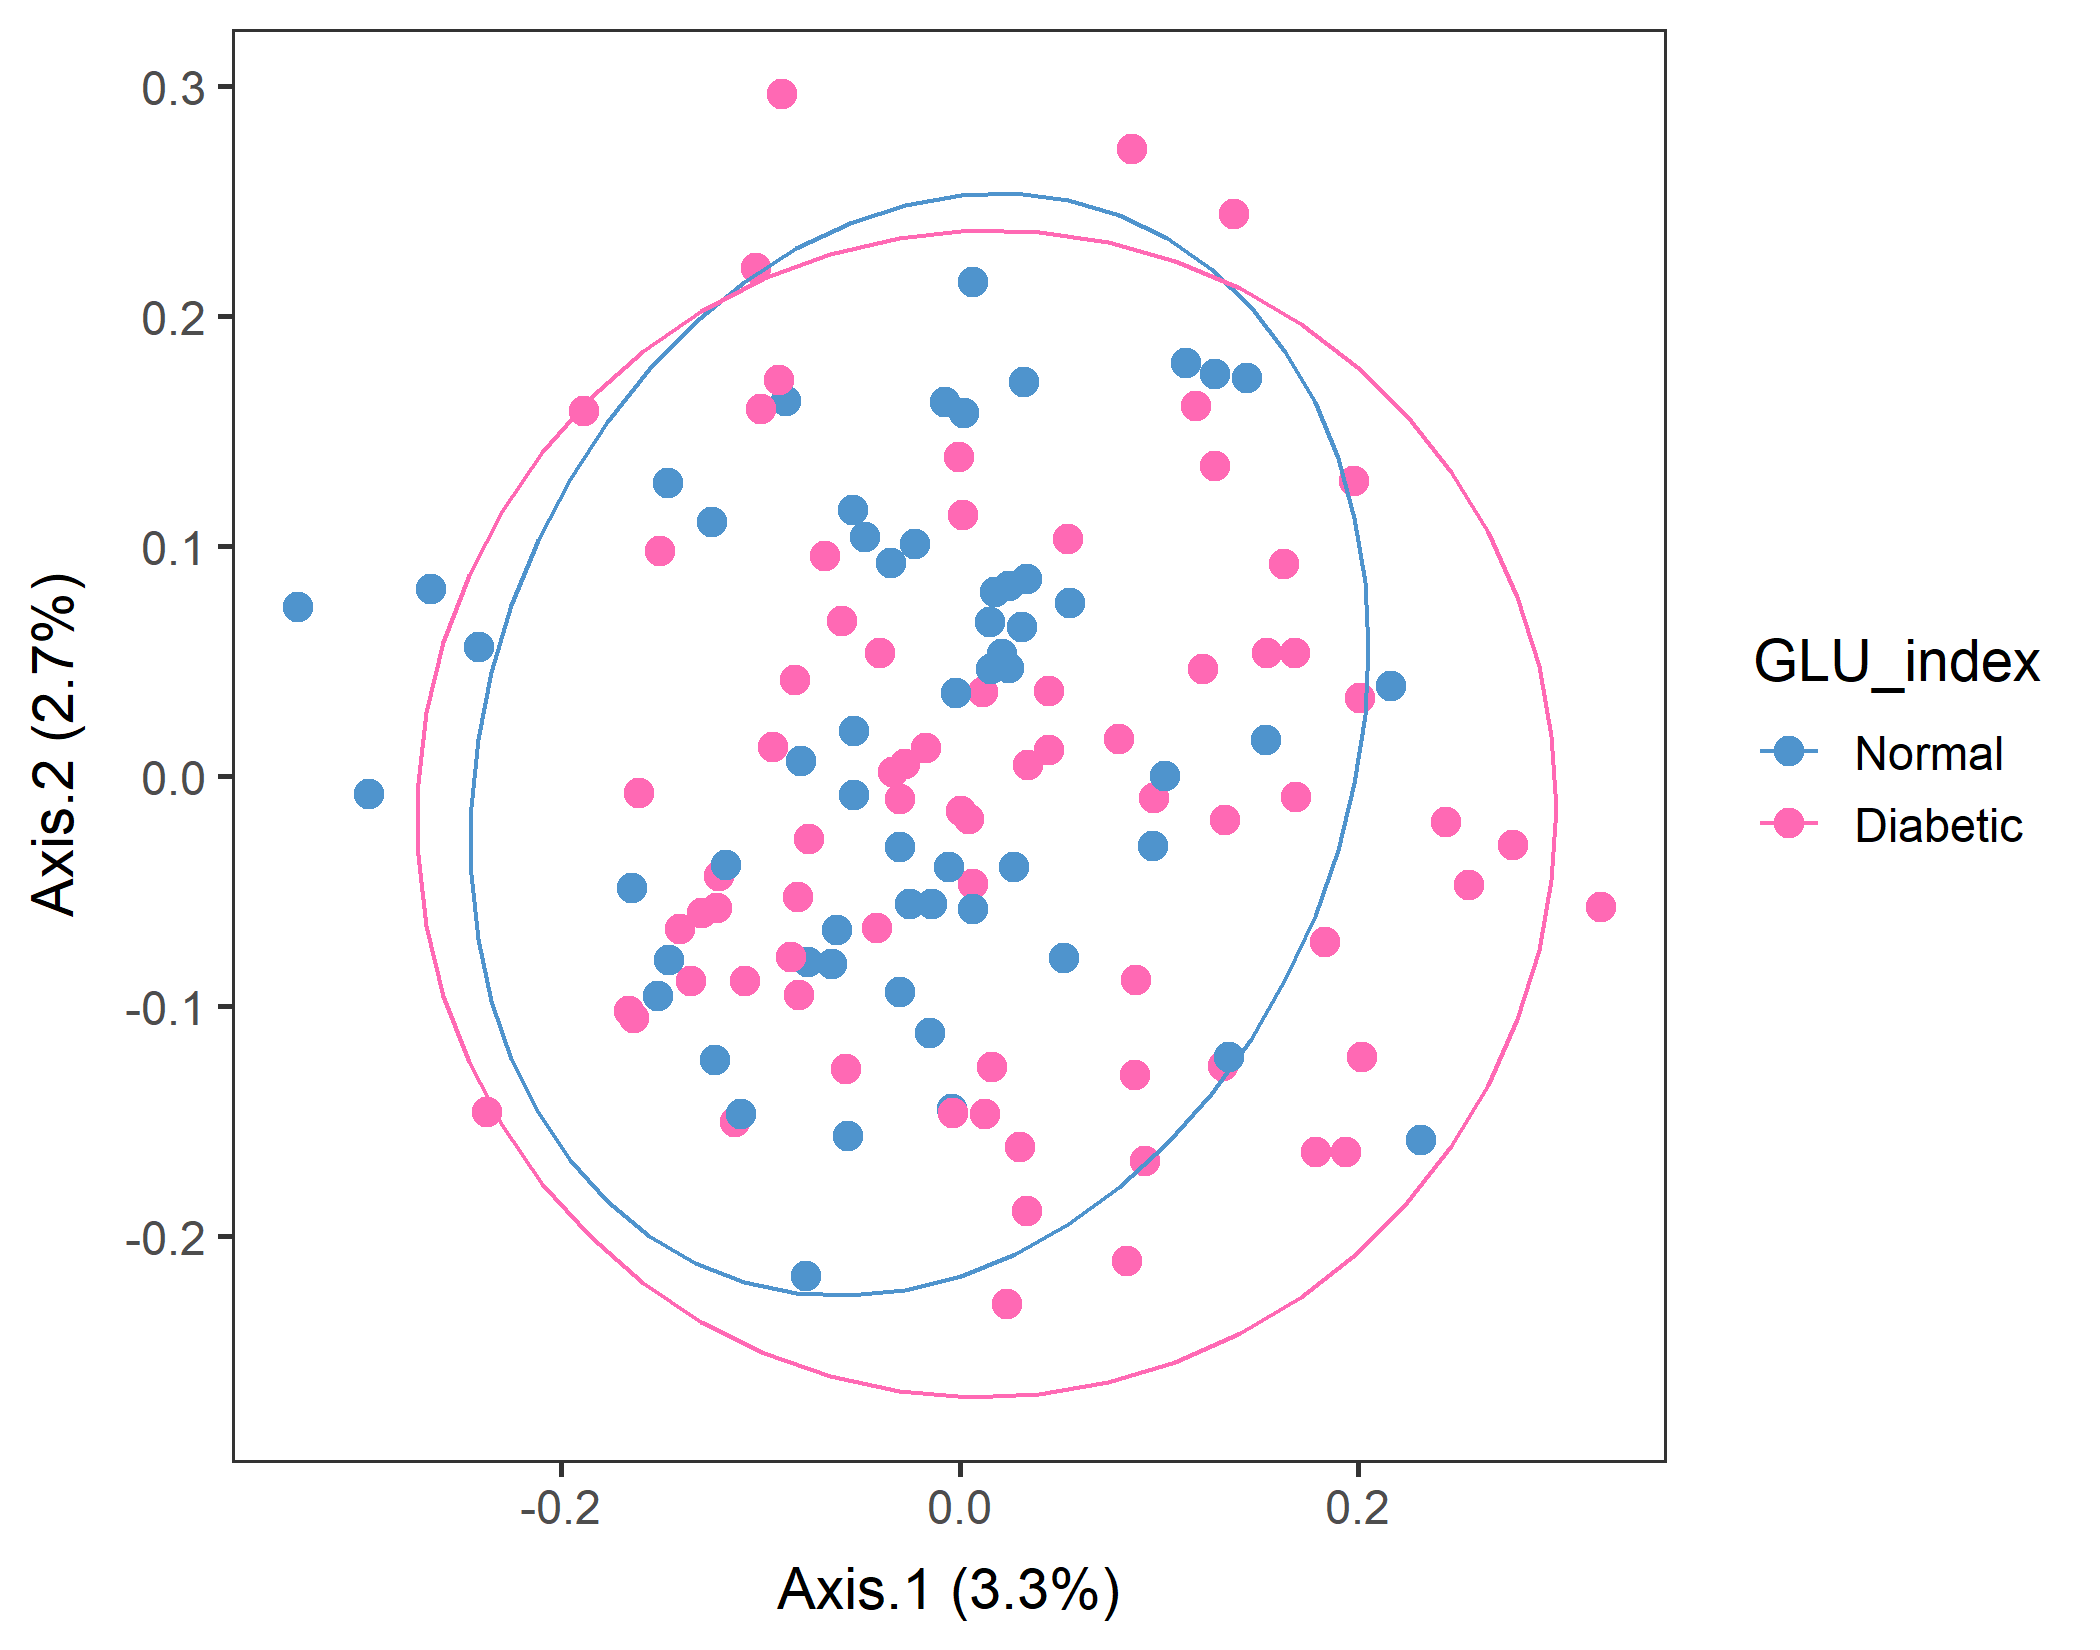 0.3
0.2
0.1
0.0
-0.1
-0.2
Axis.2 (2.7%)
-0.2 0.0 0.2
Axis.1 (3.3%)
GLU_index
Normal
Diabetic